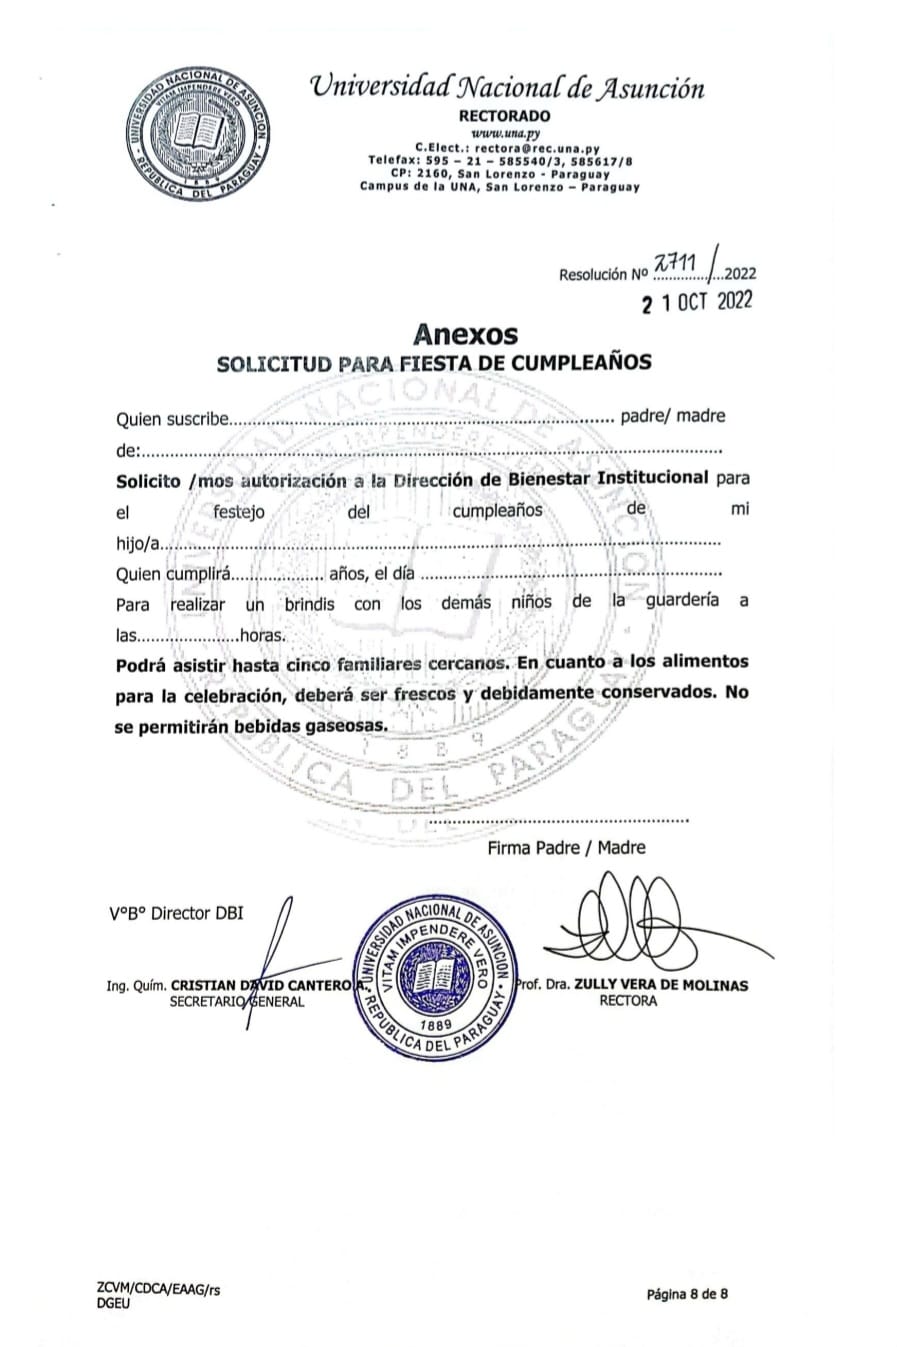 UNIVERSIDAD NACIONAL DE ASUNCION
VITAM IMPENDERE VERO
1889
REPUBLICA DEL PARAGUAY
Universidad Nacional de Asunción
RECTORADO
www.una.py
C.Elect.: rectora@rec.una.py
Telefax: 595 – 21 – 585540/3, 585617/8
CP: 2160, San Lorenzo - Paraguay
Campus de la UNA, San Lorenzo – Paraguay
Resolución Nº 2711/...2022
21 OCT 2022
Anexos
SOLICITUD PARA FIESTA DE CUMPLEAÑOS
Quien suscribe.......................................................................... padre/ madre
de:................................................................................................................
Solicito /mos autorización a la Dirección de Bienestar Institucional para
el festejo del cumpleaños de mi
hijo/a............................................................................................................
Quien cumplirá.................. años, el día ..........................................................
Para realizar un brindis con los demás niños de la guardería a
las....................horas.
Podrá asistir hasta cinco familiares cercanos. En cuanto a los alimentos
para la celebración, deberá ser frescos y debidamente conservados. No
se permitirán bebidas gaseosas.
..................................................
Firma Padre / Madre
VºBº Director DBI
Ing. Quím. CRISTIAN DAVID CANTERO A.
SECRETARIO GENERAL
UNIVERSIDAD NACIONAL DE ASUNCION
VITAM IMPENDERE VERO
1889
REPUBLICA DEL PARAGUAY
Prof. Dra. ZULLY VERA DE MOLINAS
RECTORA
ZCVM/CDCA/EAAG/rs
DGEU
Página 8 de 8